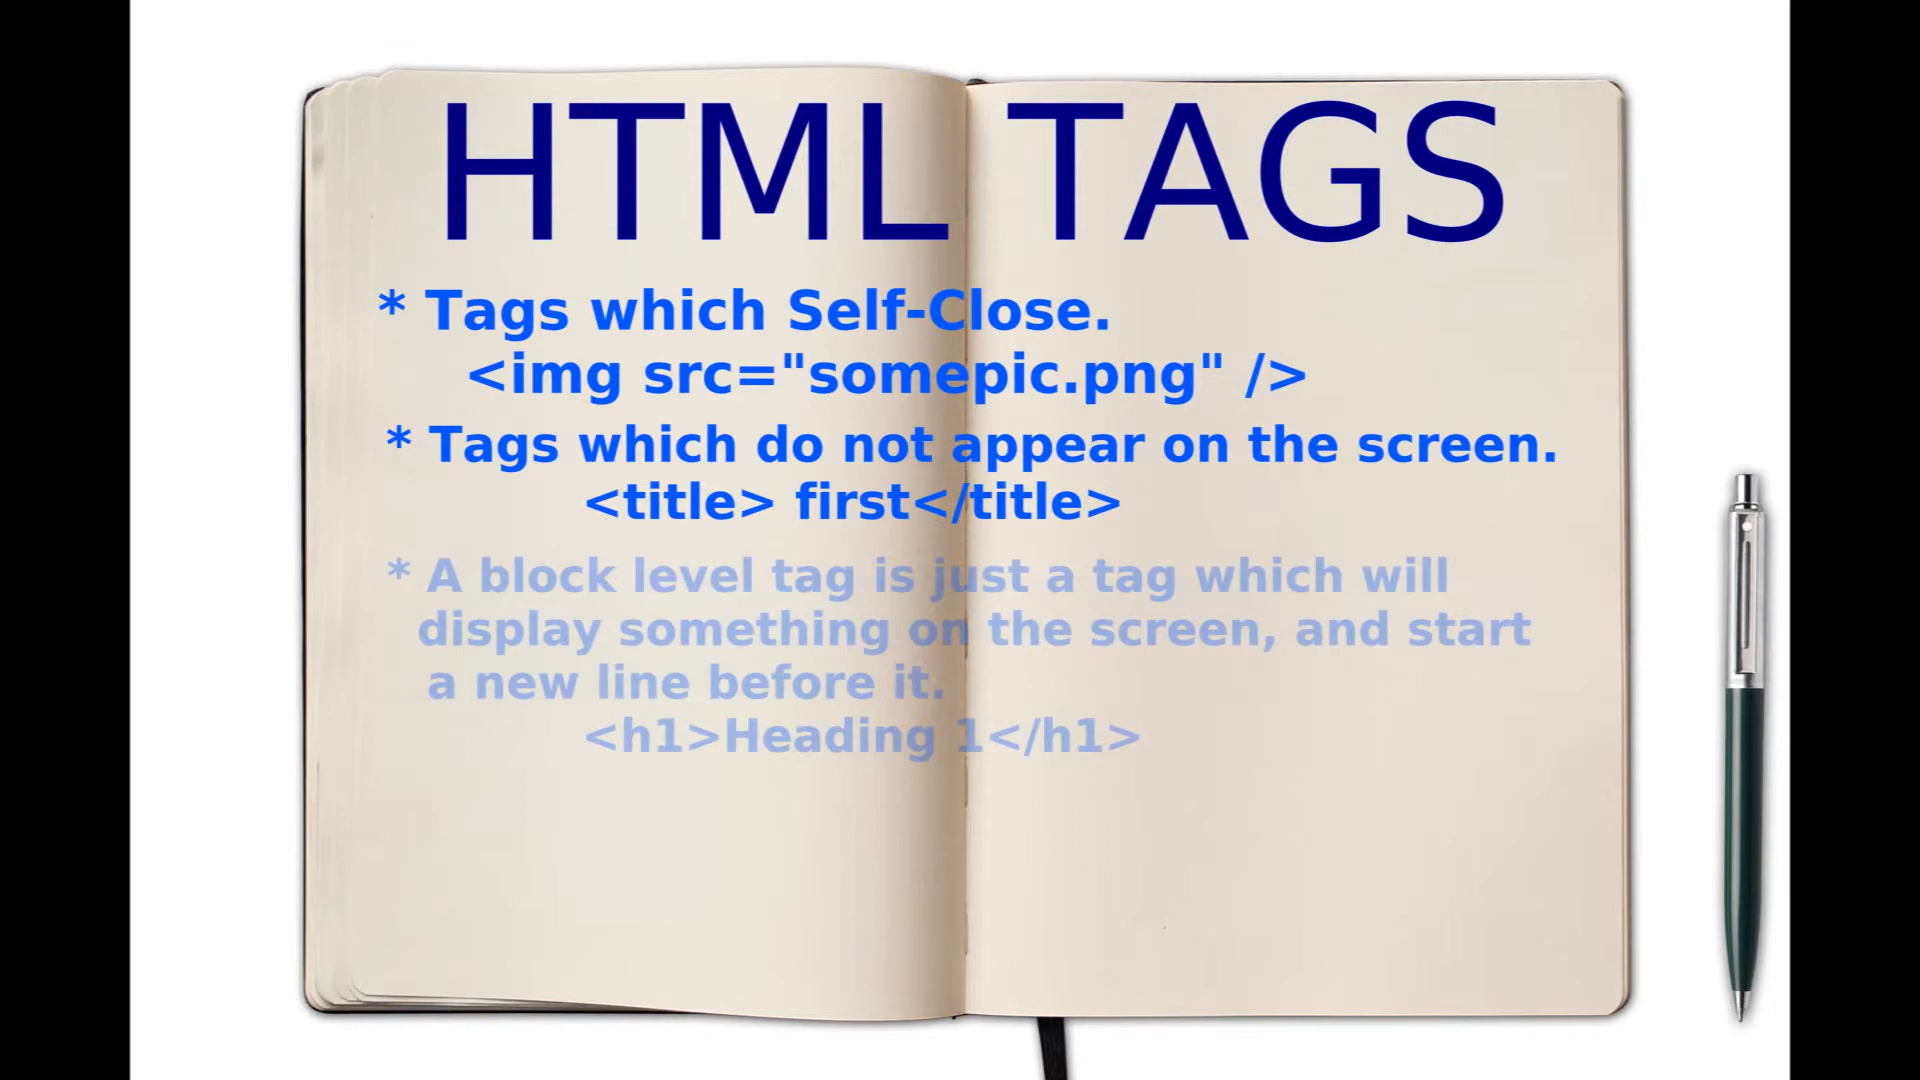 HTML TAGS
* Tags which Self-Close.
<img src="somepic.png" />
* Tags which do not appear on the screen.
<title> first</title>
* A block level tag is just a tag which will
display something on the screen, and start
a new line before it.
<h1>Heading 1</h1>